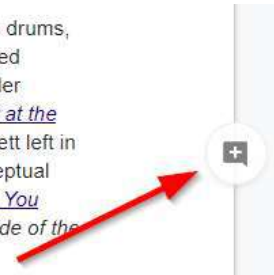 drums,
ed
ler
at the
ett left in
eptual
You
de of the